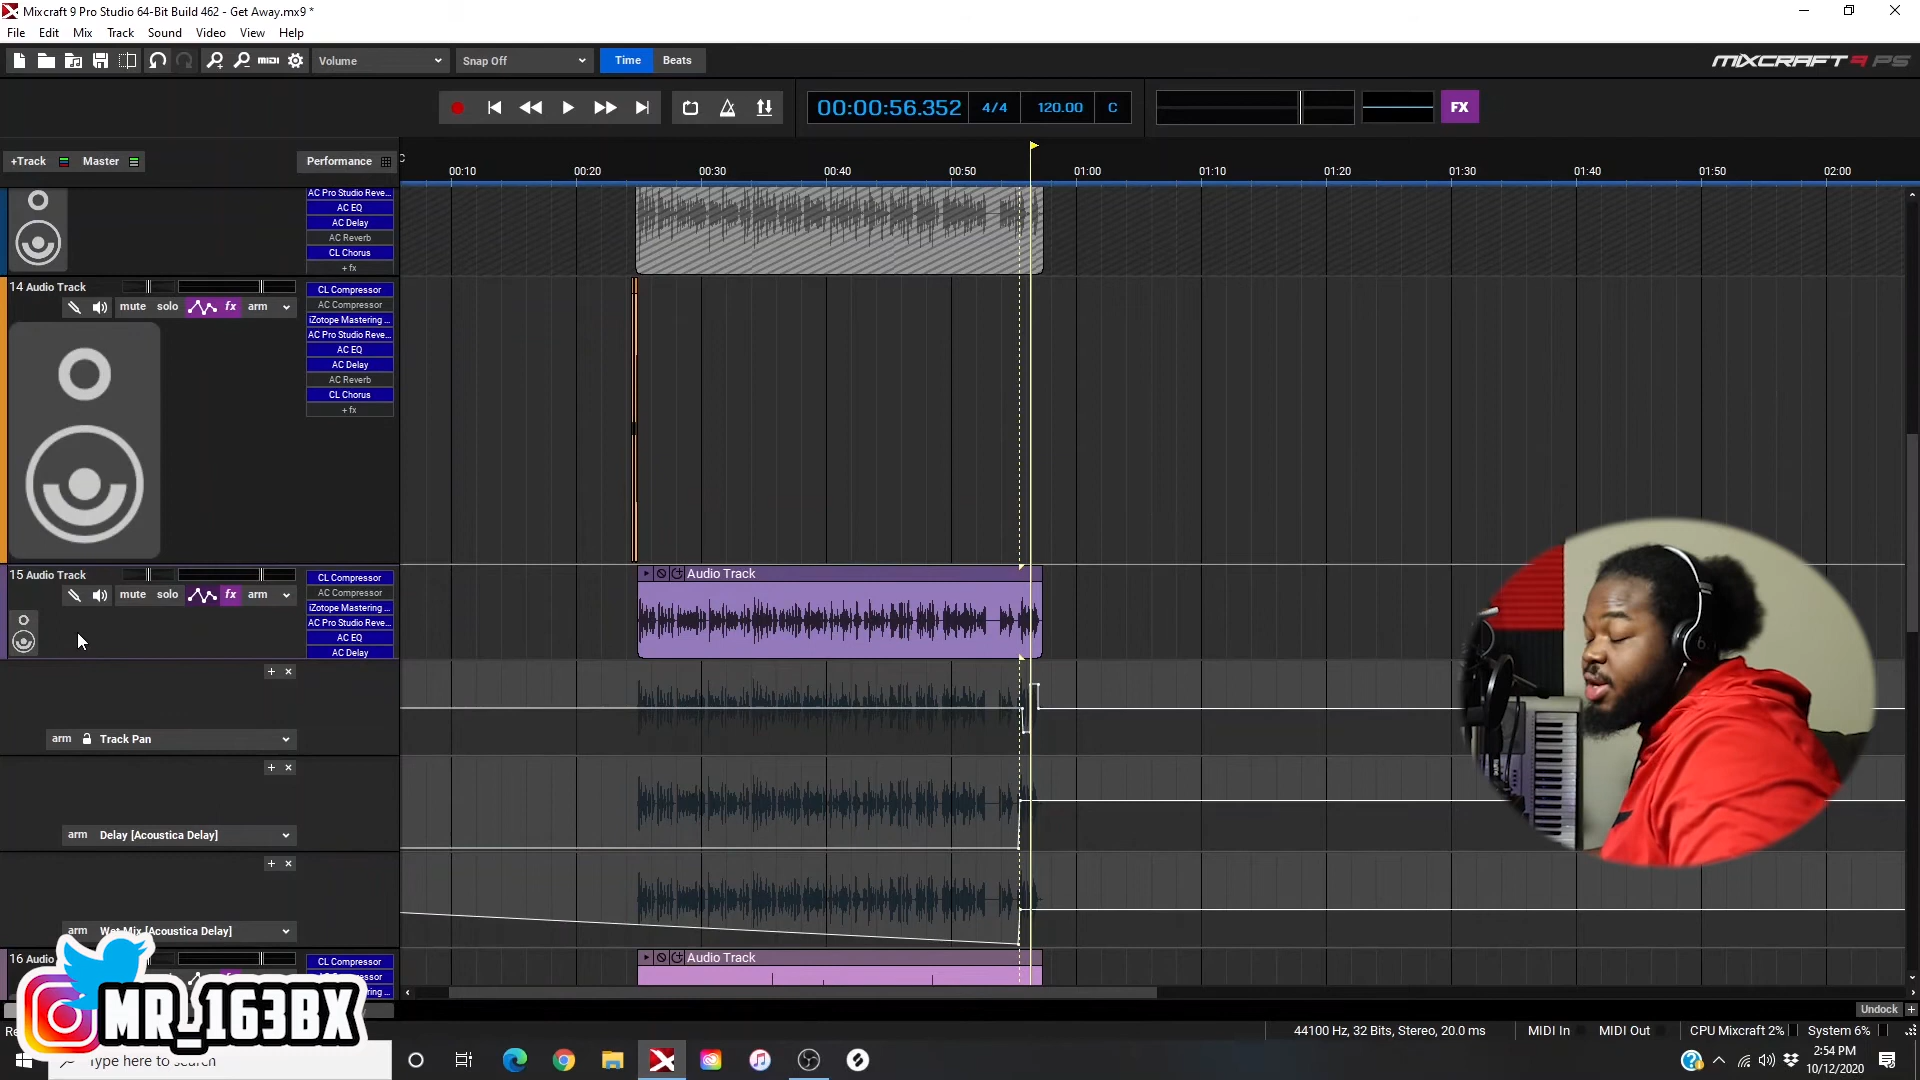 Mixcraft 9 Pro Studio 64-Bit Build 462 - Get Away.mx9 *
File Edit Mix Track Sound Video View Help
MIDI Volume Snap Off Time Beats MIXCRAFT 9 PS
00:00:56.352 4/4 120.00 C FX
+Track Master Performance C
00:10 00:20 00:30 00:40 00:50 01:00 01:10 01:20 01:30 01:40 01:50 02:00
AC Pro Studio Reve...
AC EQ
AC Delay
AC Reverb
CL Chorus
+ fx
14 Audio Track
mute solo fx arm
CL Compressor
AC Compressor
iZotope Mastering ...
AC Pro Studio Reve...
AC EQ
AC Delay
AC Reverb
CL Chorus
+ fx
15 Audio Track
mute solo fx arm
CL Compressor
AC Compressor
iZotope Mastering ...
AC Pro Studio Reve...
AC EQ
AC Delay
Audio Track
arm Track Pan
arm Delay [Acoustica Delay]
arm Wet Mix [Acoustica Delay]
16 Audio
CL Compressor
Audio Track
MR_163BX
Undock
44100 Hz, 32 Bits, Stereo, 20.0 ms MIDI In MIDI Out CPU Mixcraft 2% System 6%
Type here to search
2:54 PM
10/12/2020